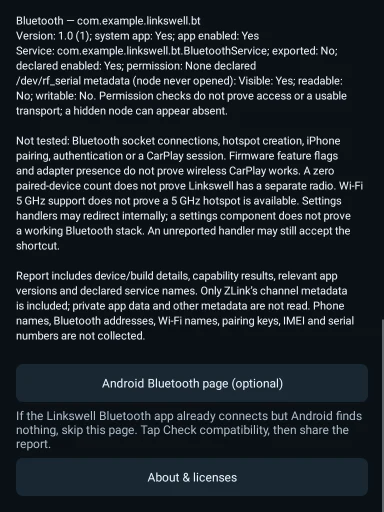 Bluetooth — com.example.linkswell.bt
Version: 1.0 (1); system app: Yes; app enabled: Yes
Service: com.example.linkswell.bt.BluetoothService; exported: No;
declared enabled: Yes; permission: None declared
/dev/rf_serial metadata (node never opened): Visible: Yes; readable:
No; writable: No. Permission checks do not prove access or a usable
transport; a hidden node can appear absent.
Not tested: Bluetooth socket connections, hotspot creation, iPhone
pairing, authentication or a CarPlay session. Firmware feature flags
and adapter presence do not prove wireless CarPlay works. A zero
paired-device count does not prove Linkswell has a separate radio. Wi-Fi
5 GHz support does not prove a 5 GHz hotspot is available. Settings
handlers may redirect internally; a settings component does not prove
a working Bluetooth stack. An unreported handler may still accept the
shortcut.
Report includes device/build details, capability results, relevant app
versions and declared service names. Only ZLink's channel metadata
is included; private app data and other metadata are not read. Phone
names, Bluetooth addresses, Wi-Fi names, pairing keys, IMEI and serial
numbers are not collected.
Android Bluetooth page (optional)
If the Linkswell Bluetooth app already connects but Android finds
nothing, skip this page. Tap Check compatibility, then share the
report.
About & licenses